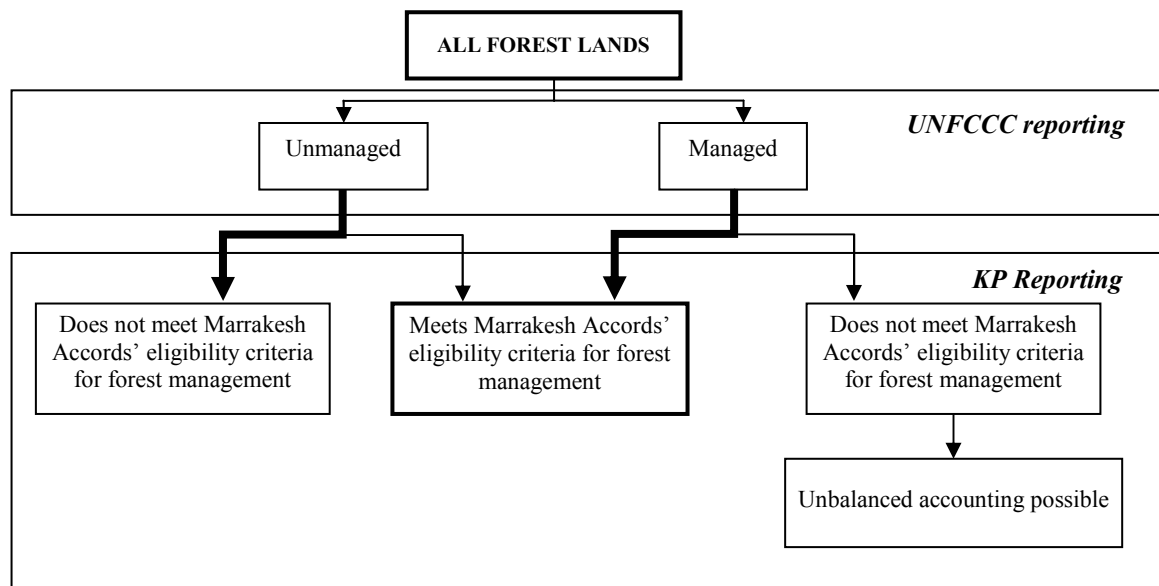 ALL FOREST LANDS
UNFCCC reporting
Unmanaged
Managed
KP Reporting
Does not meet Marrakesh
Accords’ eligibility criteria
for forest management
Meets Marrakesh Accords’
eligibility criteria for forest
management
Does not meet Marrakesh
Accords’ eligibility criteria
for forest management
Unbalanced accounting possible